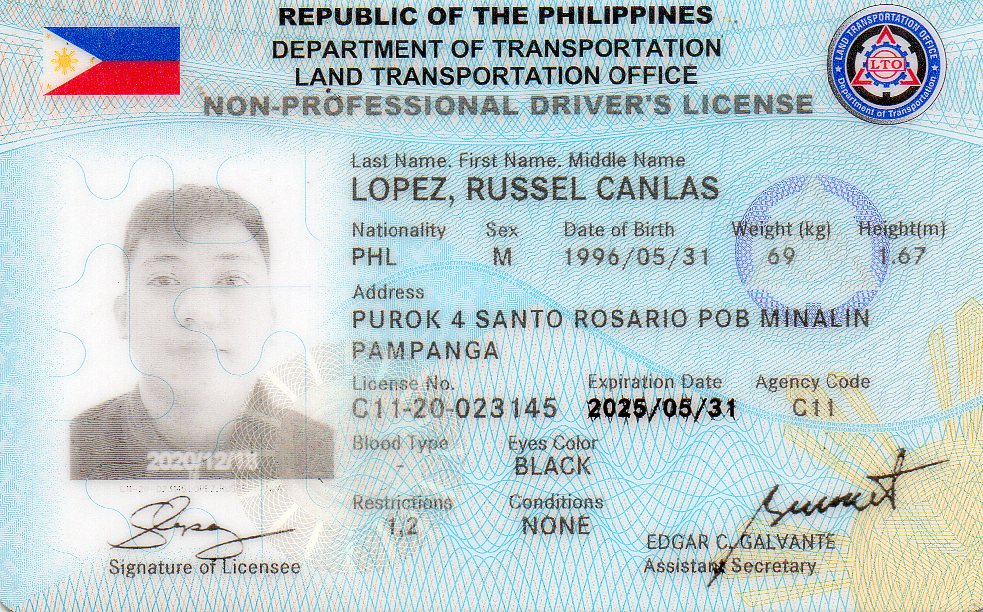 REPUBLIC OF THE PHILIPPINES
DEPARTMENT OF TRANSPORTATION
LAND TRANSPORTATION OFFICE
NON-PROFESSIONAL DRIVER'S LICENSE
LAND TRANSPORTATION OFFICE
LTO
Department of Transportation
Last Name. First Name. Middle Name
LOPEZ, RUSSEL CANLAS
Nationality Sex Date of Birth Weight (kg) Height(m)
PHL M 1996/05/31 69 1.67
Address
PUROK 4 SANTO ROSARIO POB MINALIN
PAMPANGA
License No. Expiration Date Agency Code
C11-20-023145 2025/05/31 C11
Blood Type Eyes Color
- BLACK
Restrictions Conditions
1,2 NONE
EDGAR C. GALVANTE
Assistant Secretary
Signature of Licensee